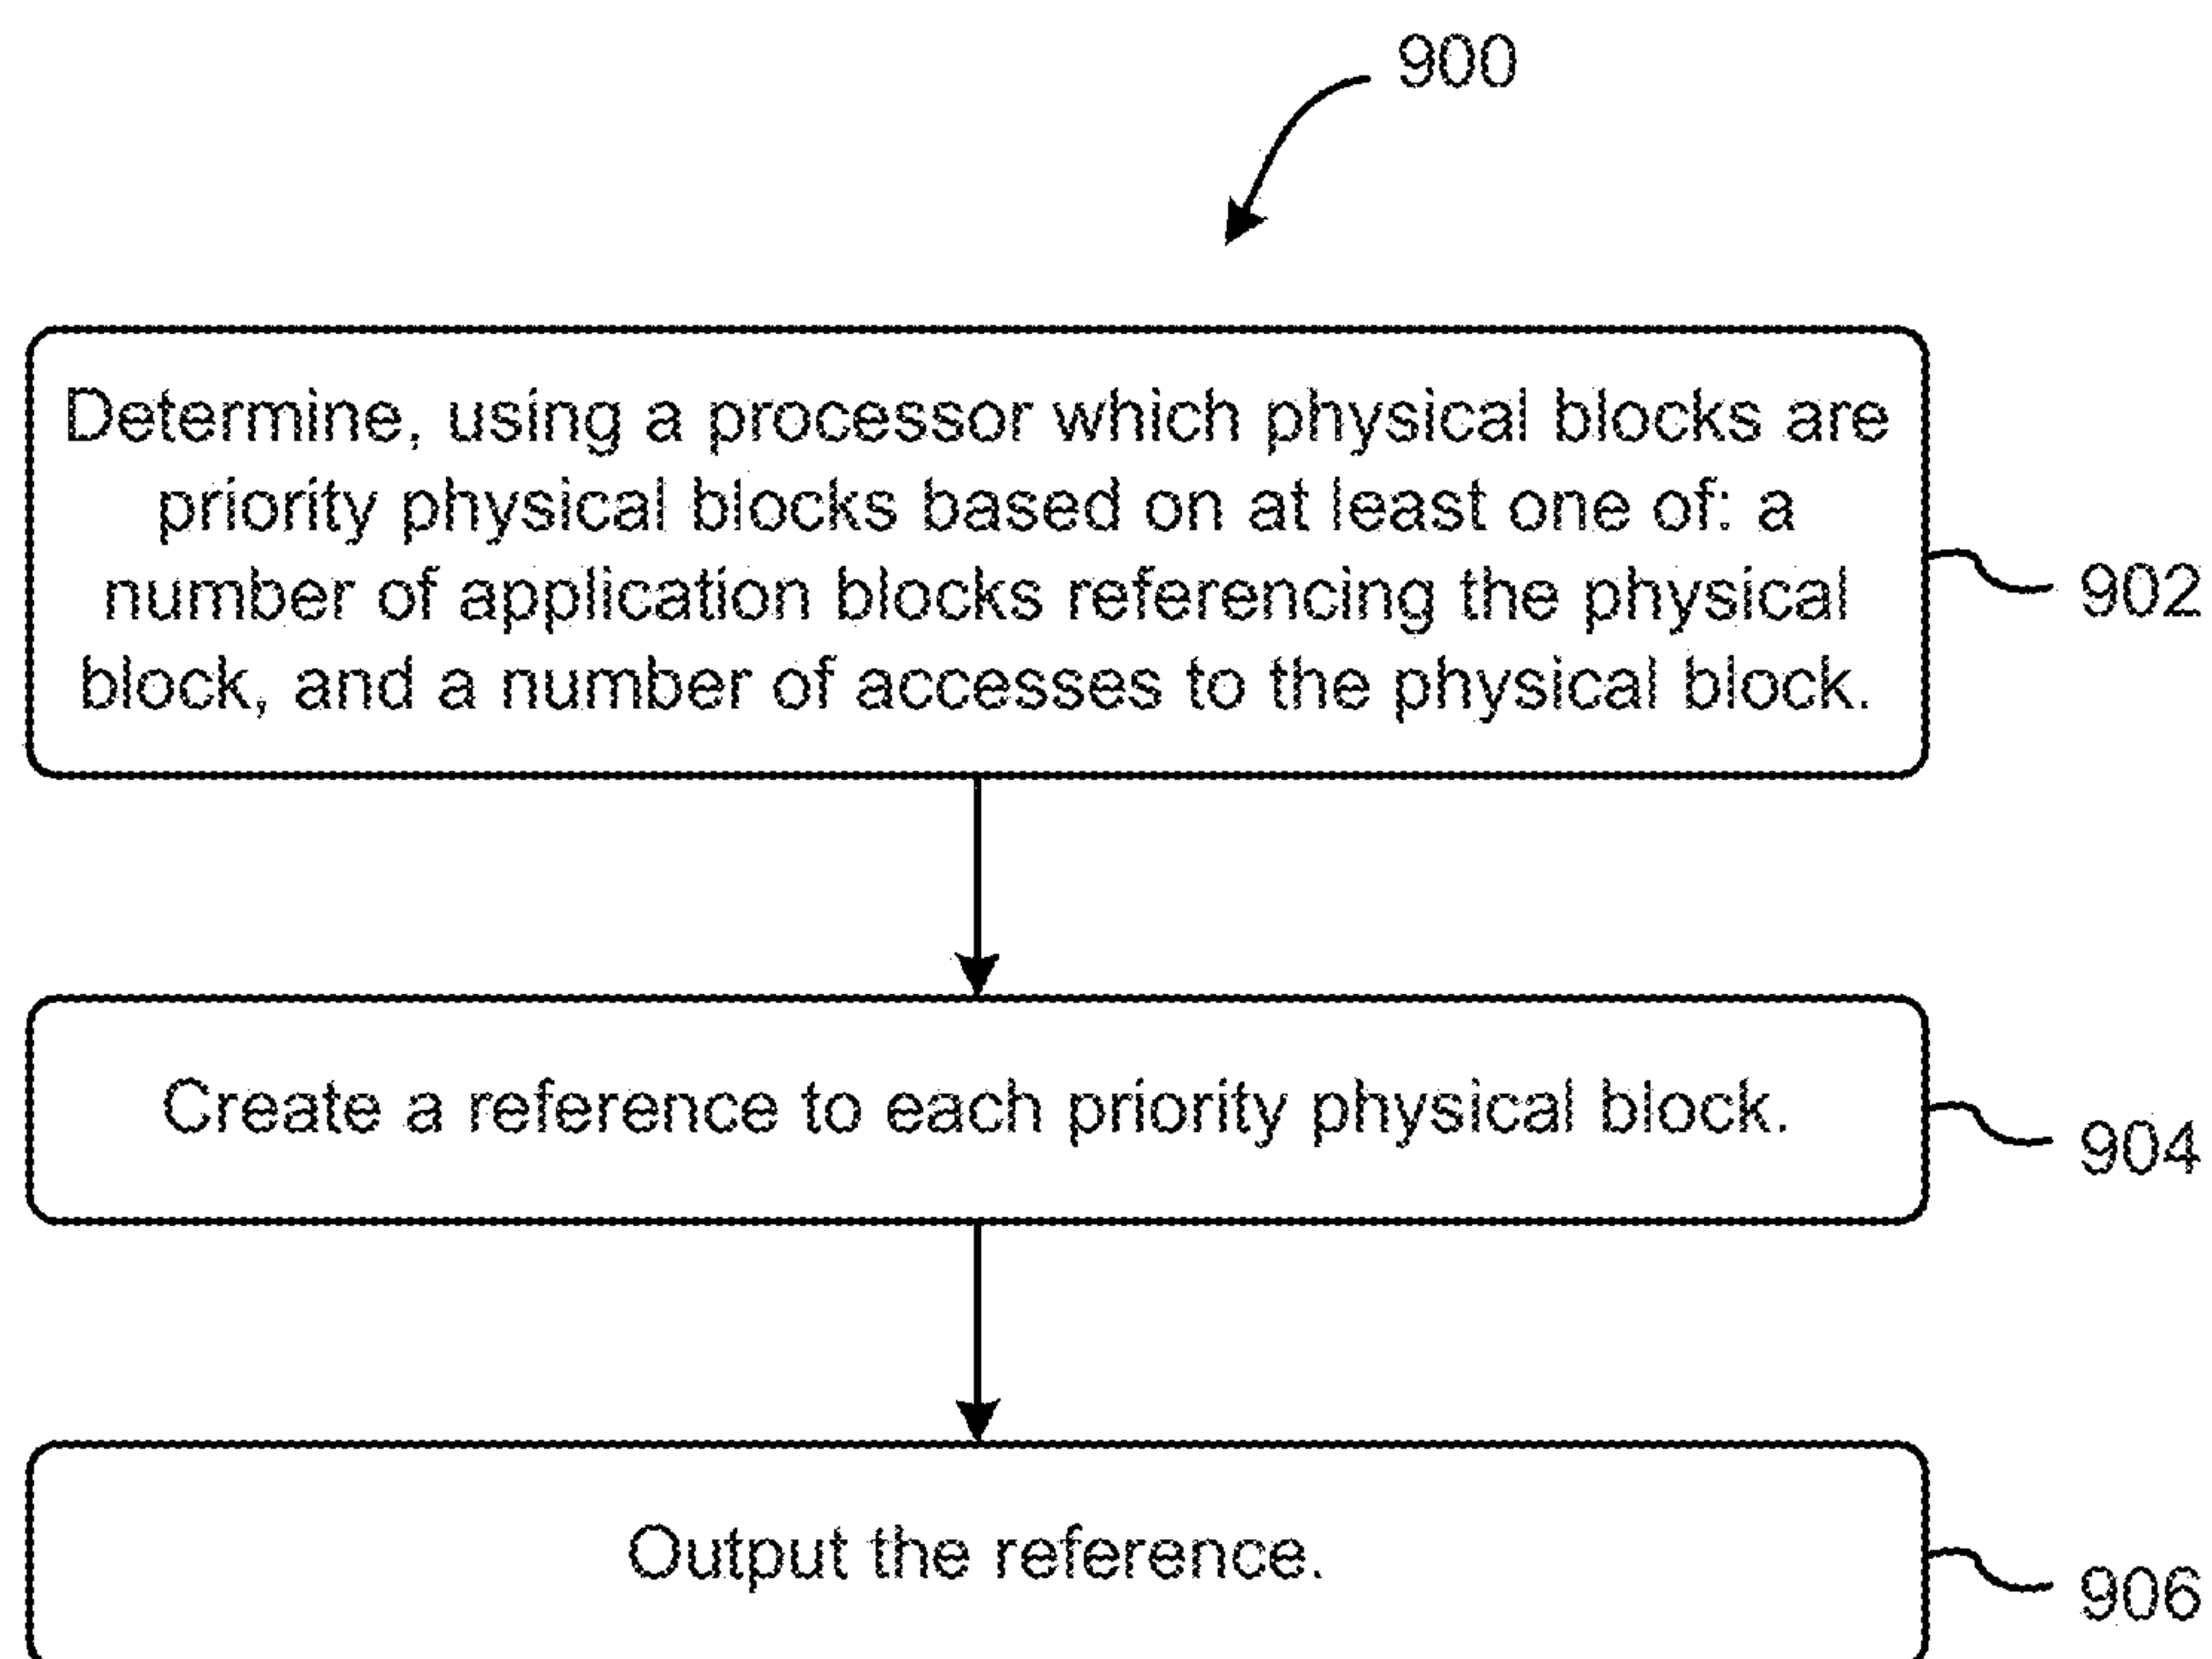 900
Determine, using a processor which physical blocks are
priority physical blocks based on at least one of: a
number of application blocks referencing the physical
block, and a number of accesses to the physical block.
902
Create a reference to each priority physical block.
904
Output the reference.
906